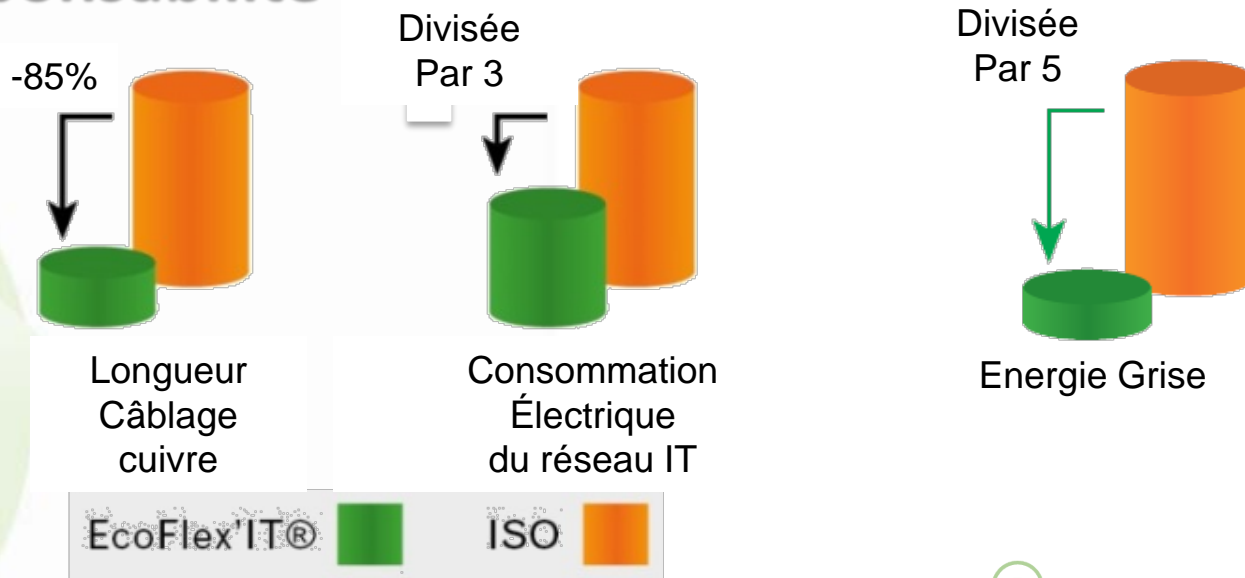 -85%
Divisée
Par 3
Divisée
Par 5
Longueur
Câblage
cuivre
Consommation
Électrique
du réseau IT
Energie Grise
EcoFlex'IT®
ISO